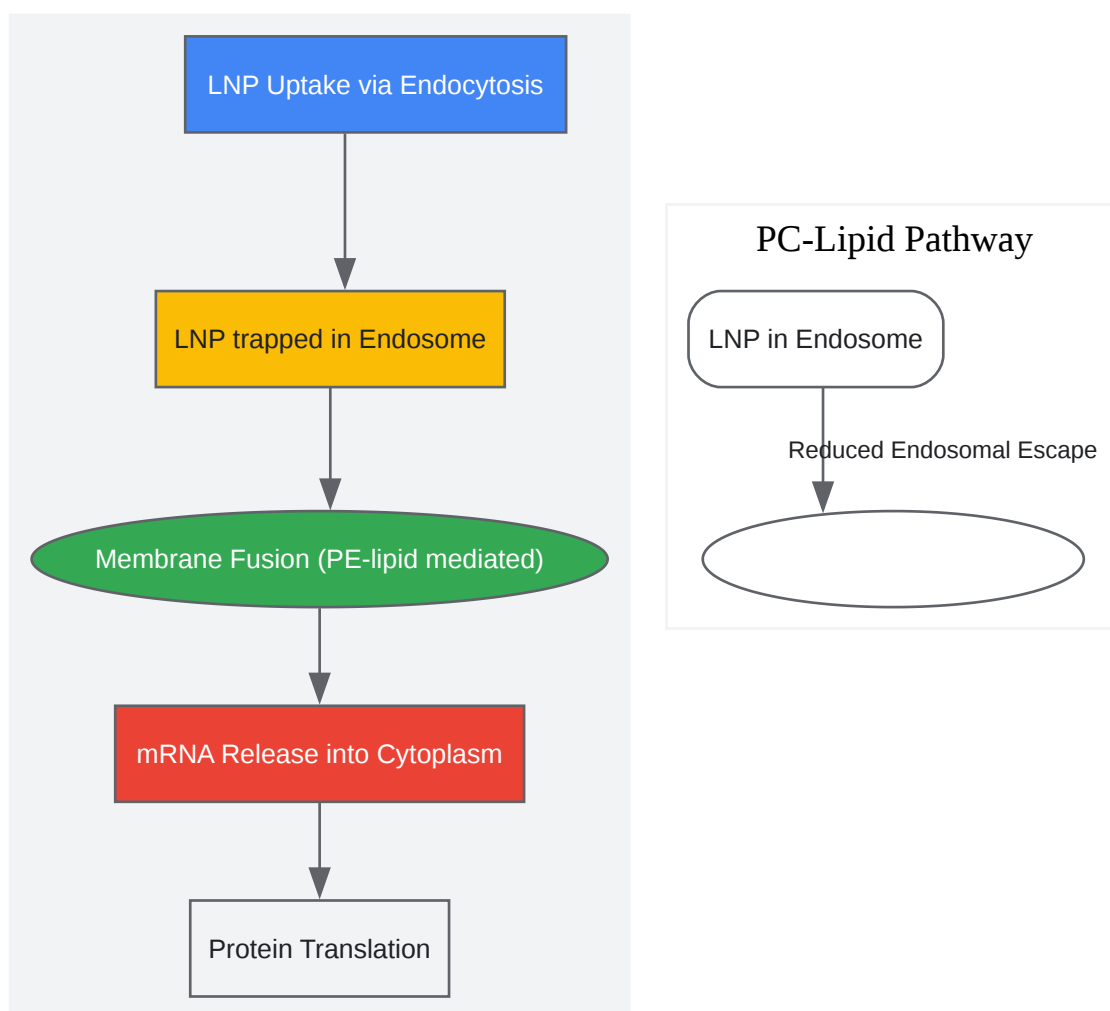 LNP Uptake via Endocytosis
LNP trapped in Endosome
Membrane Fusion (PE-lipid mediated)
mRNA Release into Cytoplasm
Protein Translation
PC-Lipid Pathway
LNP in Endosome
Reduced Endosomal Escape